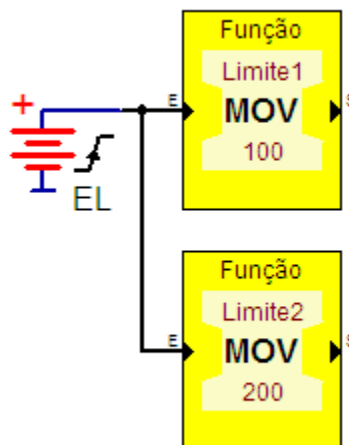 Função
Limite1
E MOV S
100
+
EL
Função
Limite2
E MOV S
200